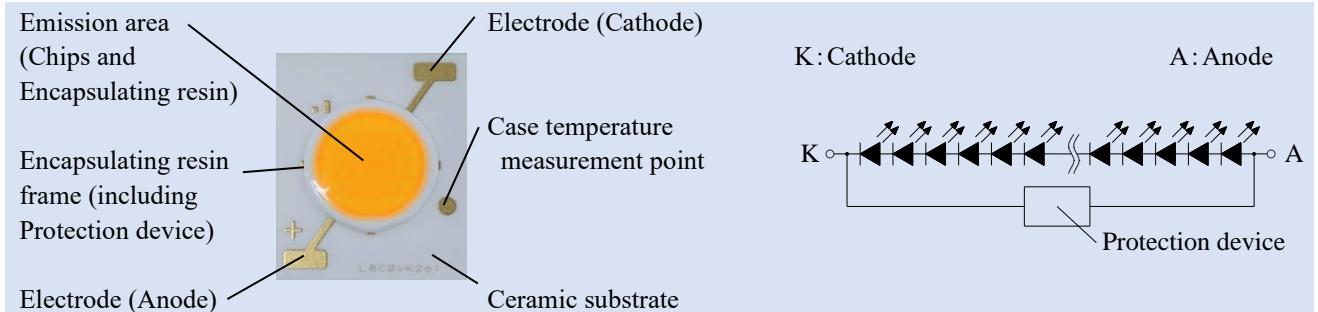 Emission area
(Chips and
Encapsulating resin)
Encapsulating resin
frame (including
Protection device)
Electrode (Anode)
Electrode (Cathode)
Case temperature
measurement point
Ceramic substrate
+
K:Cathode
A:Anode
K
A
Protection device